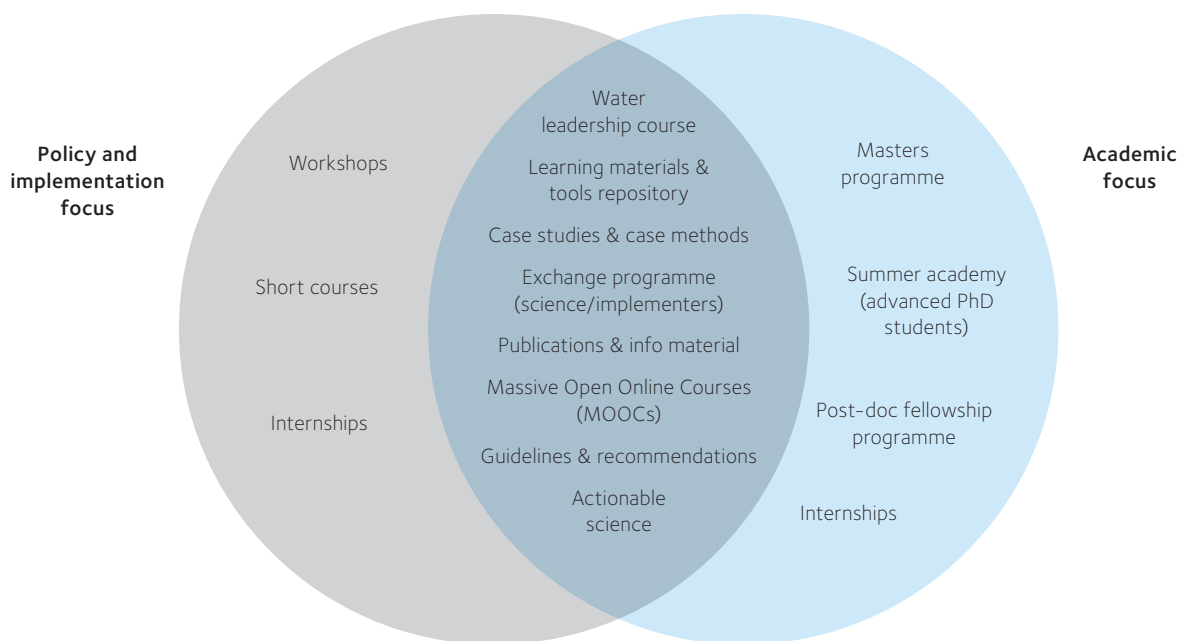 Policy and
implementation
focus
Workshops
Short courses
Internships
Water
leadership course
Learning materials &
tools repository
Case studies & case methods
Exchange programme
(science/implementers)
Publications & info material
Massive Open Online Courses
(MOOCs)
Guidelines & recommendations
Actionable
science
Masters
programme
Summer academy
(advanced PhD
students)
Post-doc fellowship
programme
Internships
Academic
focus